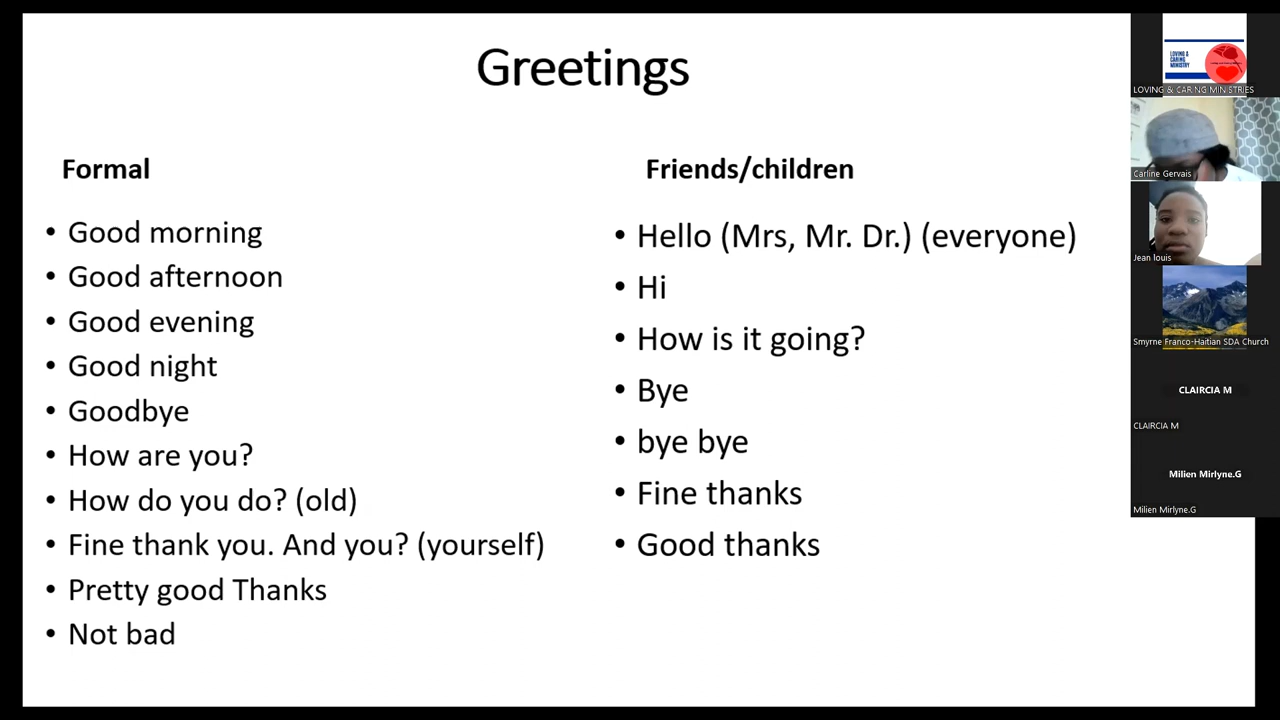 Greetings
Formal
• Good morning
• Good afternoon
• Good evening
• Good night
• Goodbye
• How are you?
• How do you do? (old)
• Fine thank you. And you? (yourself)
• Pretty good Thanks
• Not bad
Friends/children
• Hello (Mrs, Mr. Dr.) (everyone)
• Hi
• How is it going?
• Bye
• bye bye
• Fine thanks
• Good thanks
LOVING &
CARING
MINISTRY
LOVING & CARING MINISTRIES
Carline Gervais
Jean louis
Smyrne Franco-Haitian SDA Church
CLAIRCIA M
CLAIRCIA M
Milien Mirlyne.G
Milien Mirlyne.G